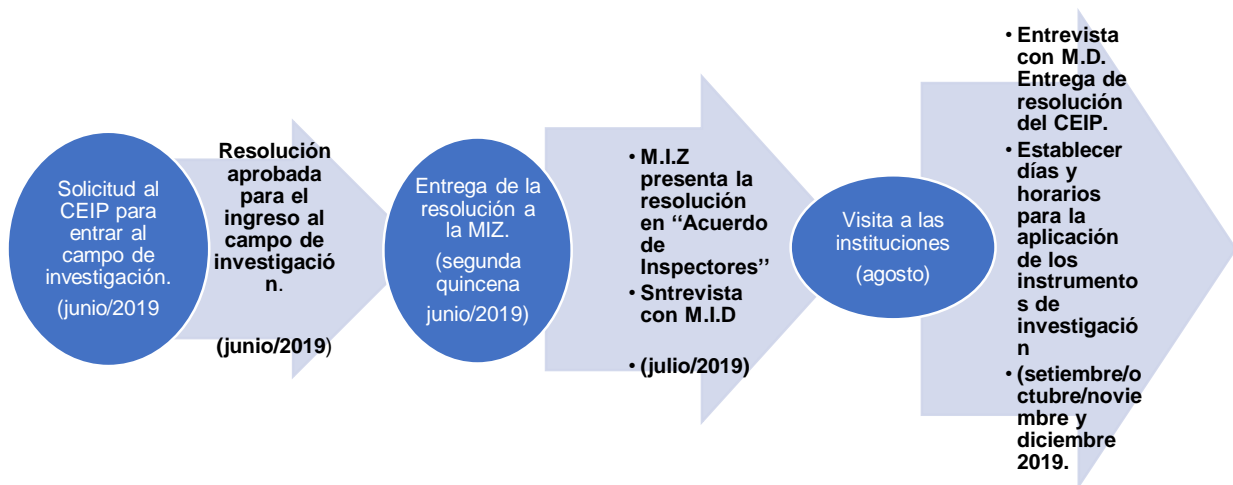 Solicitud al
CEIP para
entrar al
campo de
investigación.
(junio/2019
Resolución
aprobada
para el
ingreso al
campo de
investigació
n.
(junio/2019)
Entrega de la
resolución a
la MIZ.
(segunda
quincena
junio/2019)
• M.I.Z
presenta la
resolución
en ‘‘Acuerdo
de
Inspectores’’
• Sntrevista
con M.I.D
• (julio/2019)
Visita a las
instituciones
(agosto)
• Entrevista
con M.D.
Entrega de
resolución
del CEIP.
• Establecer
días y
horarios
para la
aplicación
de los
instrumento
s de
investigació
n
• (setiembre/o
ctubre/novie
mbre y
diciembre
2019.